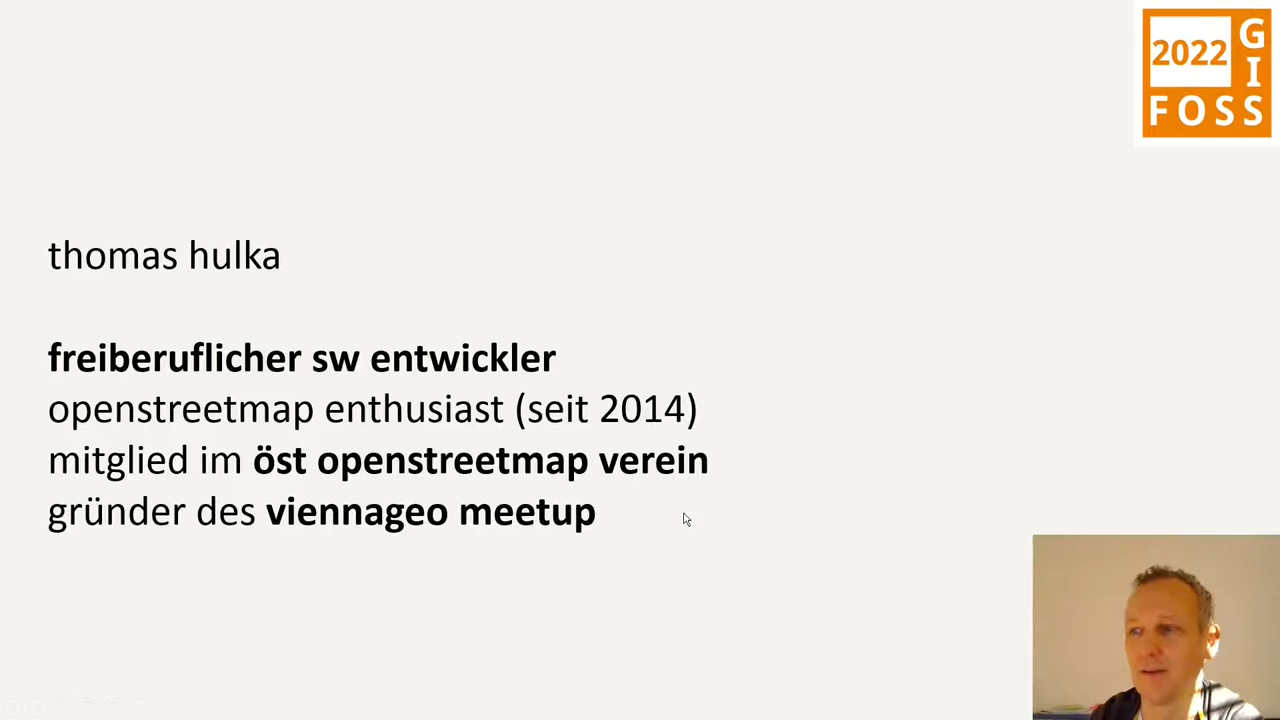 2022
G
I
FOSS
thomas hulka
freiberuflicher sw entwickler
openstreetmap enthusiast (seit 2014)
mitglied im öst openstreetmap verein
gründer des viennageo meetup